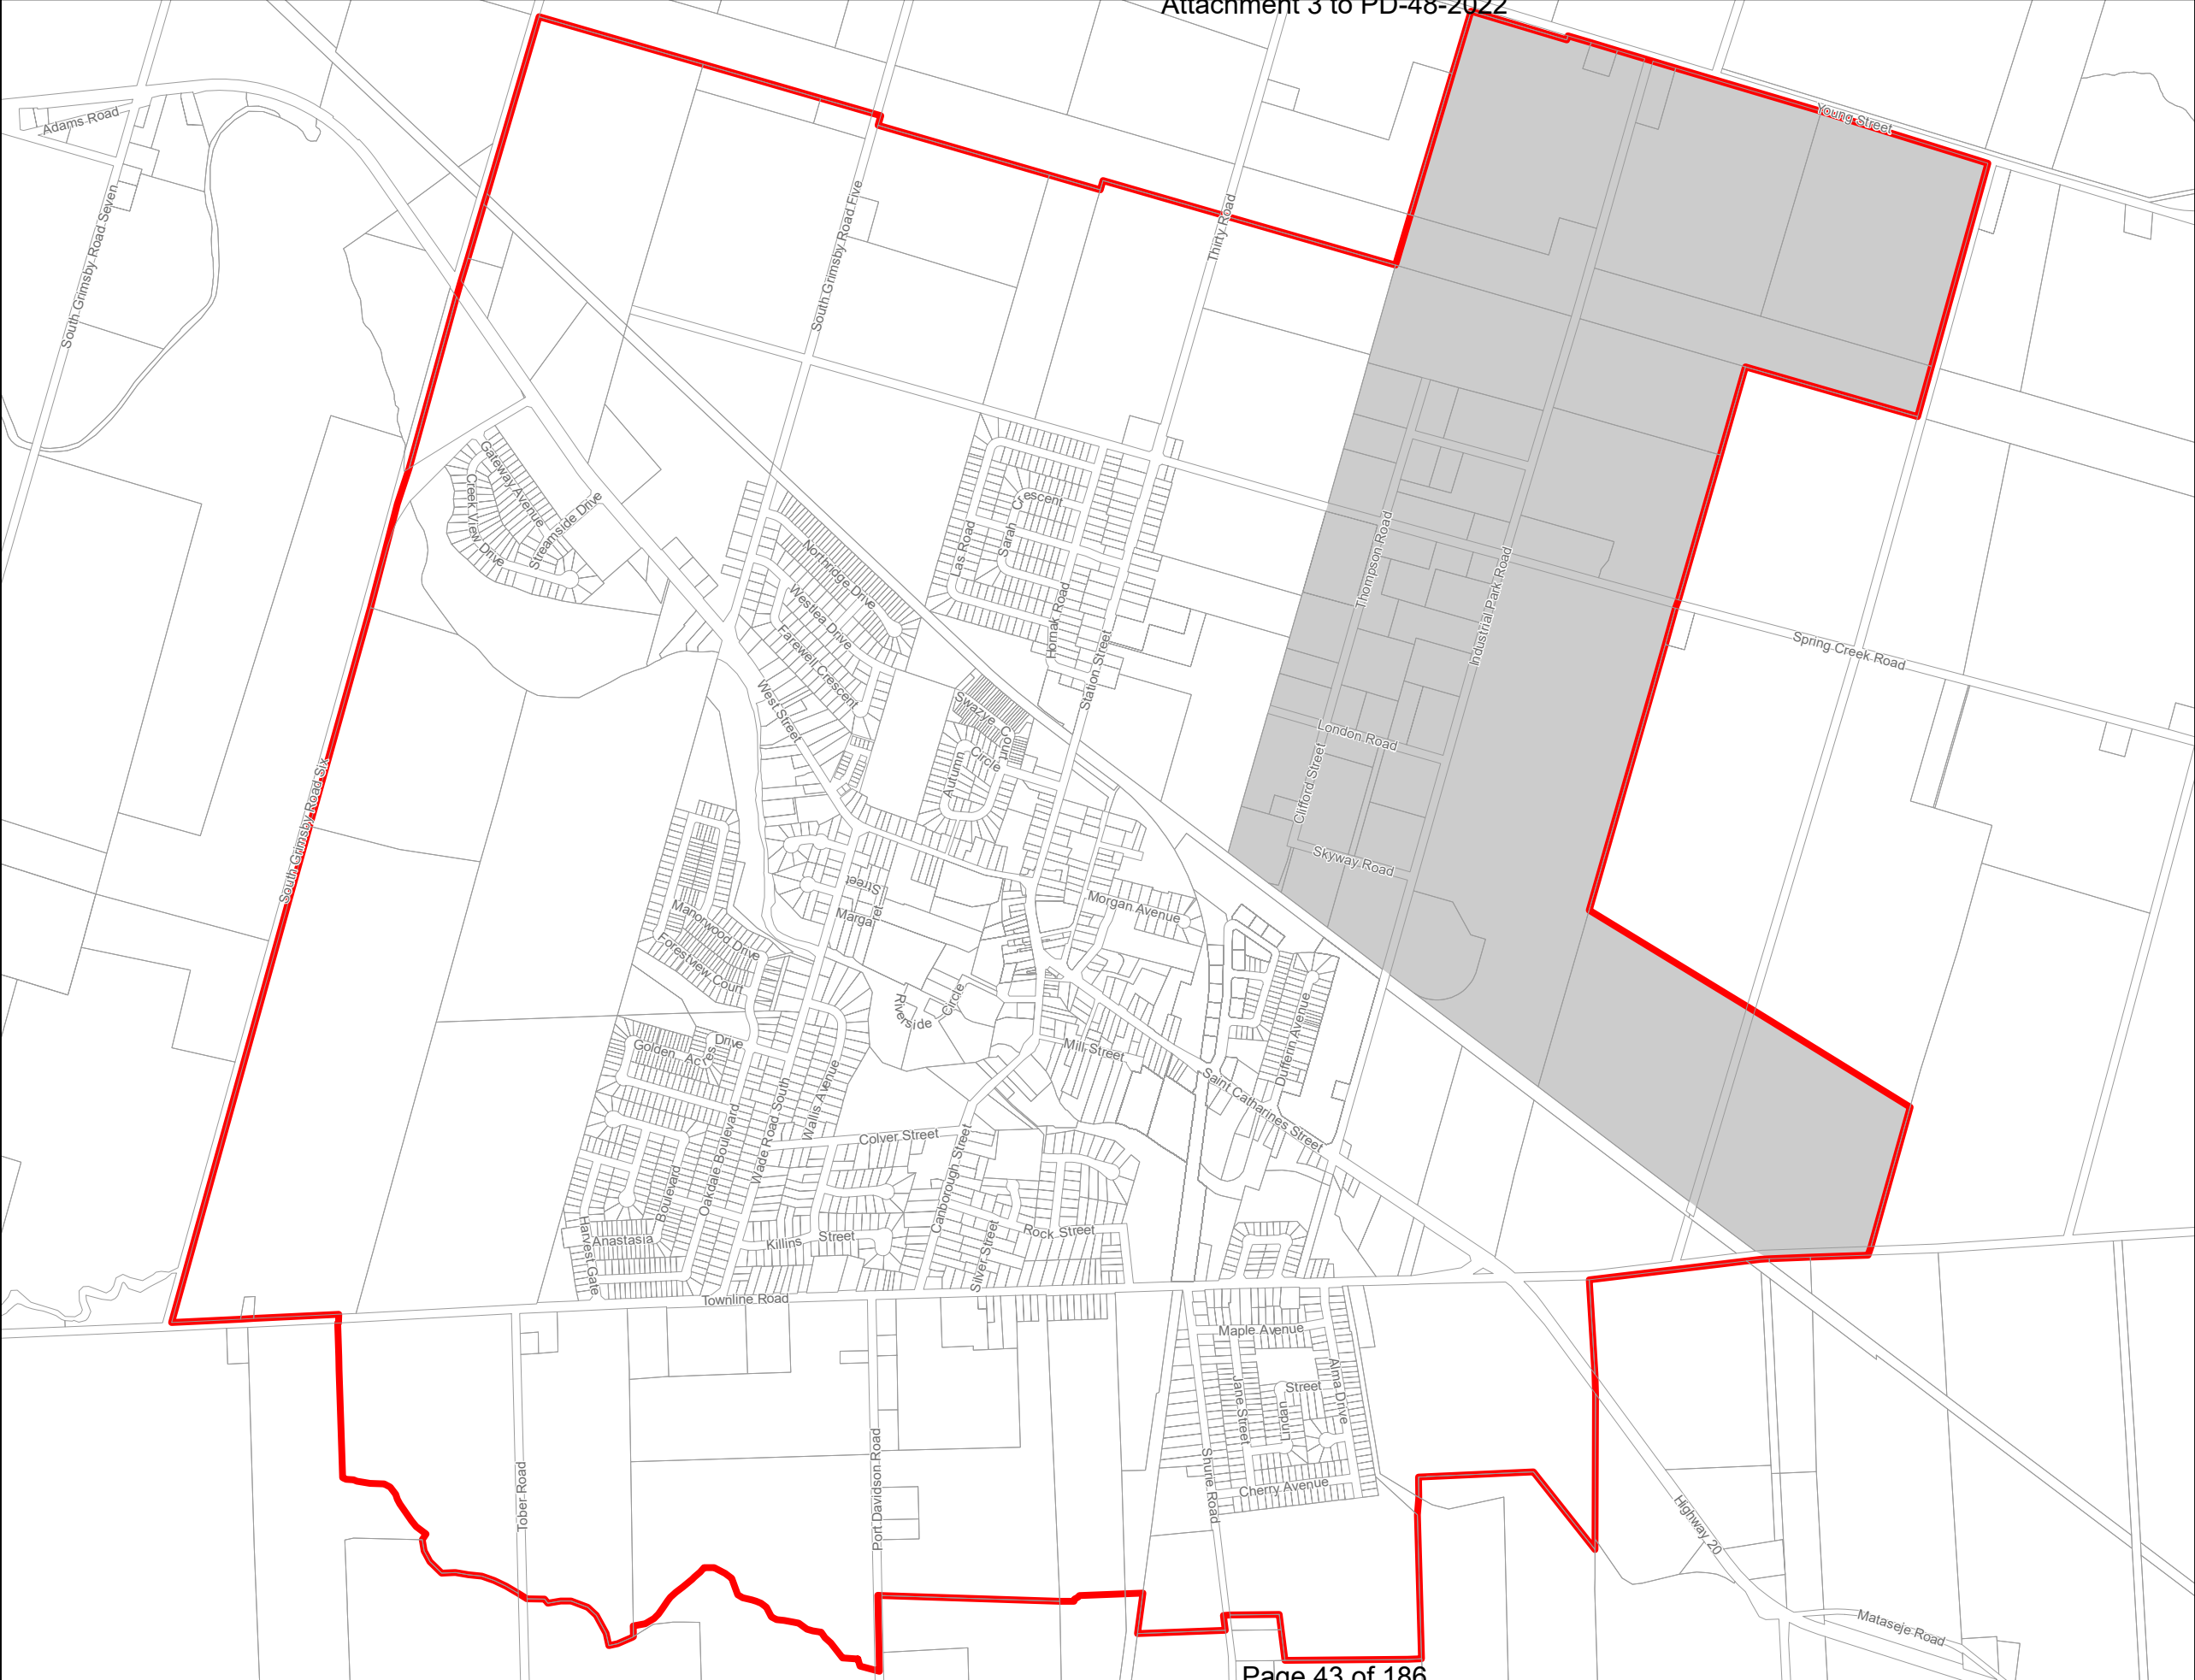 Attachment 3 to PD-48-2022
Young Street
Adams Road
South Grimsby Road Seven
South Grimsby Road Five
Thirty Road
Gateway Avenue
Creek View Drive
Streamside Drive
Northridge Drive
Westlea Drive
Farewell Crescent
West Street
Las Road
Sarah Crescent
Hornak Road
Station Street
Thompson Road
Industrial Park Road
Spring Creek Road
Swazye Court
Autumn Circle
London Road
Clifford Street
Skyway Road
South Grimsby Road Six
Margaret Street
Manorwood Drive
Forestview Court
Morgan Avenue
Riverside Circle
Mill Street
Dufferin Avenue
Saint Catharines Street
Golden Acres Drive
Wallis Avenue
Wade Road South
Oakdale Boulevard
Colver Street
Canborough Street
Anastasia Boulevard
Harvest Gate
Killins Street
Silver Street
Rock Street
Townline Road
Maple Avenue
Alma Drive
Jane Street
Lundan Street
Cherry Avenue
Shurie Road
Tober Road
Port Davidson Road
Highway 20
Mataseje Road
Page 43 of 186